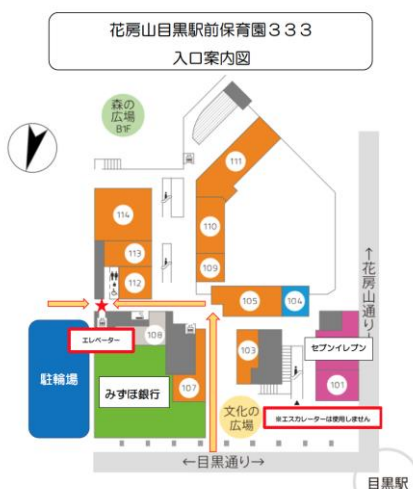 花房山目黒駅前保育園333
入口案内図
森の
広場
B1F
111
114
110
113
109
112
105
104
←花房山通り→
エレベーター
108
103
セブンイレブン
駐輪場
みずほ銀行
107
101
文化の
広場
※エスカレーターは使用しません
←目黒通り→
目黒駅